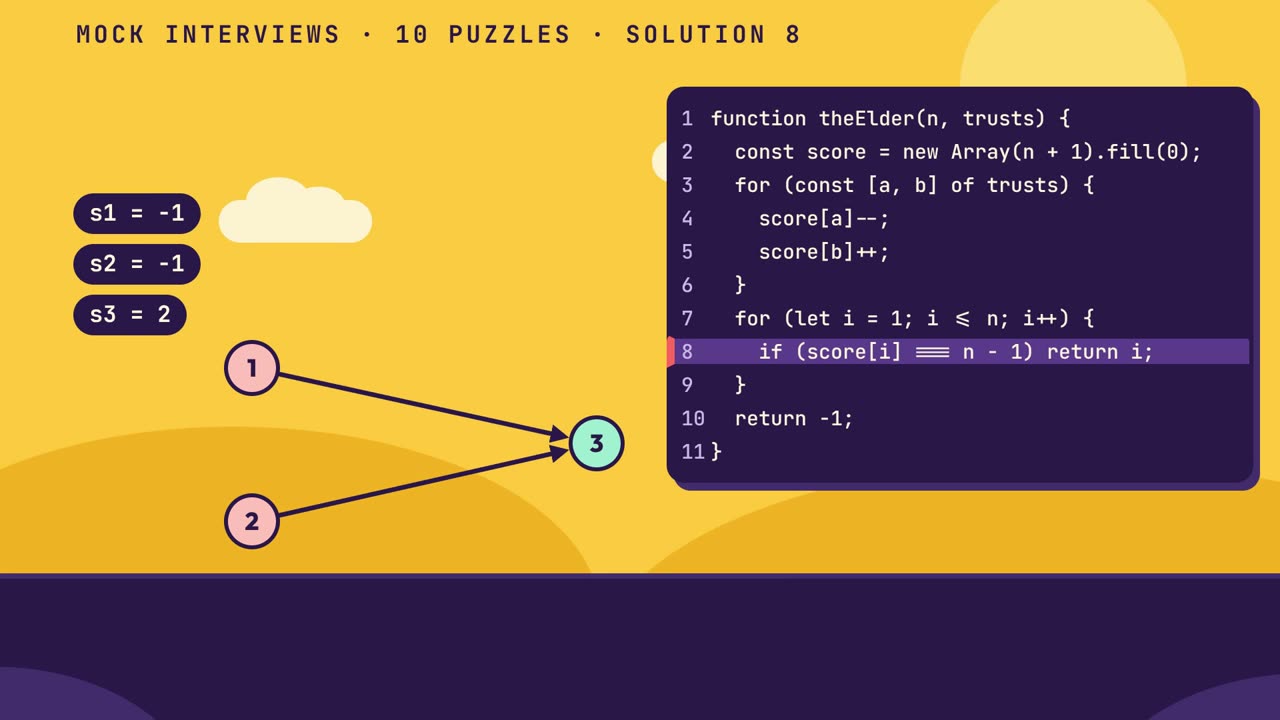 MOCK INTERVIEWS · 10 PUZZLES · SOLUTION 8
s1 = -1
s2 = -1
s3 = 2
1
2
3
1 function theElder(n, trusts) {
2   const score = new Array(n + 1).fill(0);
3   for (const [a, b] of trusts) {
4     score[a]--;
5     score[b]++;
6   }
7   for (let i = 1; i <= n; i++) {
8     if (score[i] === n - 1) return i;
9   }
10   return -1;
11 }